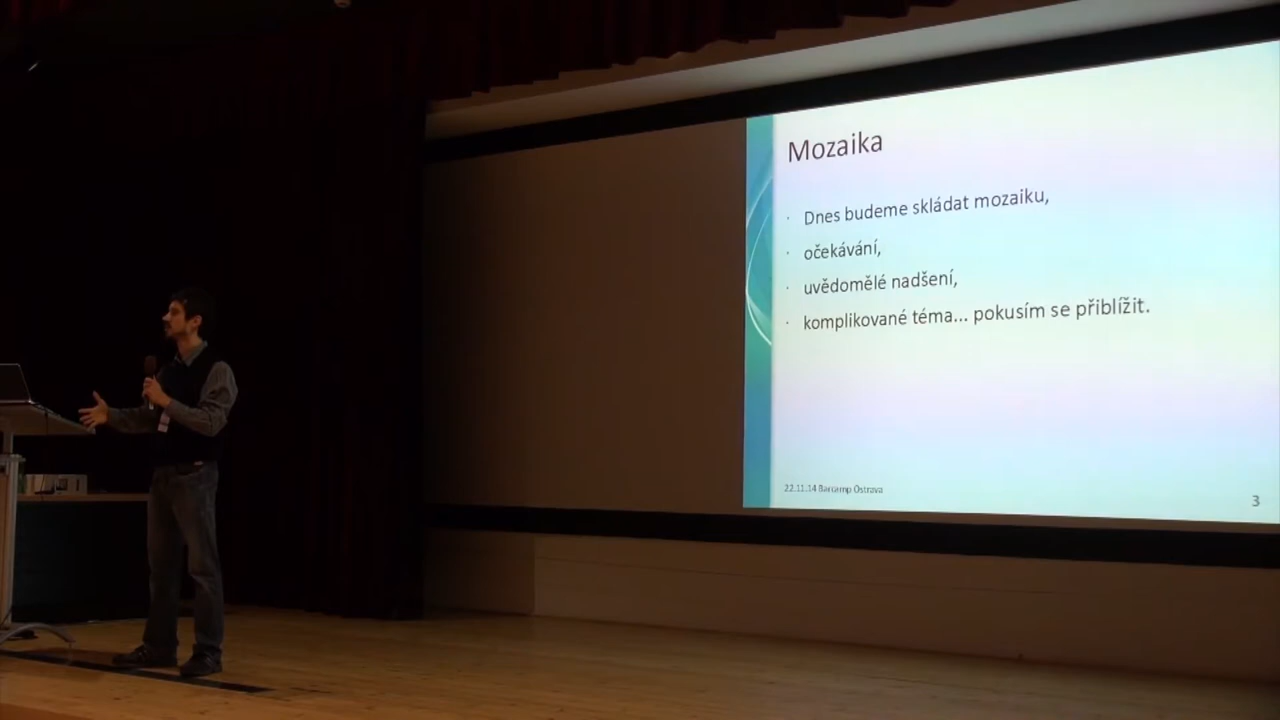 Mozaika
· Dnes budeme skládat mozaiku,
· očekávání,
· uvědomělé nadšení,
· komplikované téma... pokusím se přiblížit.
22.11.14 Barcamp Ostrava
3